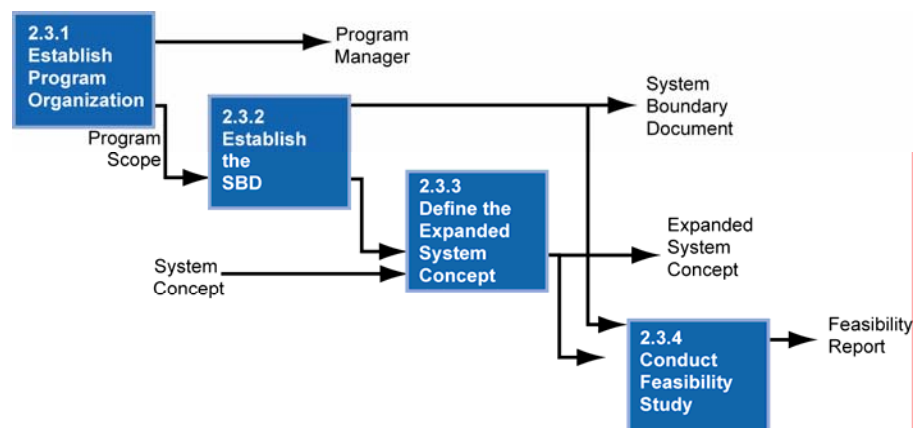 2.3.1
Establish
Program
Organization
Program
Manager
Program
Scope
2.3.2
Establish
the
SBD
System
Boundary
Document
2.3.3
Define the
Expanded
System
Concept
System
Concept
Expanded
System
Concept
2.3.4
Conduct
Feasibility
Study
Feasibility
Report